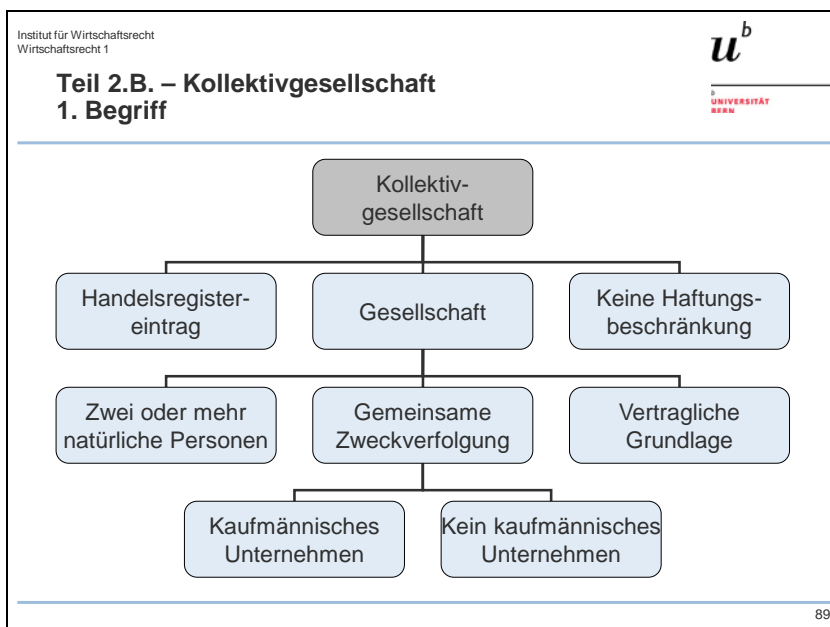 Institut für Wirtschaftsrecht
Wirtschaftsrecht 1
u
b
Teil 2.B. – Kollektivgesellschaft
1. Begriff
b
UNIVERSITÄT
BERN
Kollektiv-
gesellschaft
Handelsregister-
eintrag
Gesellschaft
Keine Haftungs-
beschränkung
Zwei oder mehr
natürliche Personen
Gemeinsame
Zweckverfolgung
Vertragliche
Grundlage
Kaufmännisches
Unternehmen
Kein kaufmännisches
Unternehmen
89